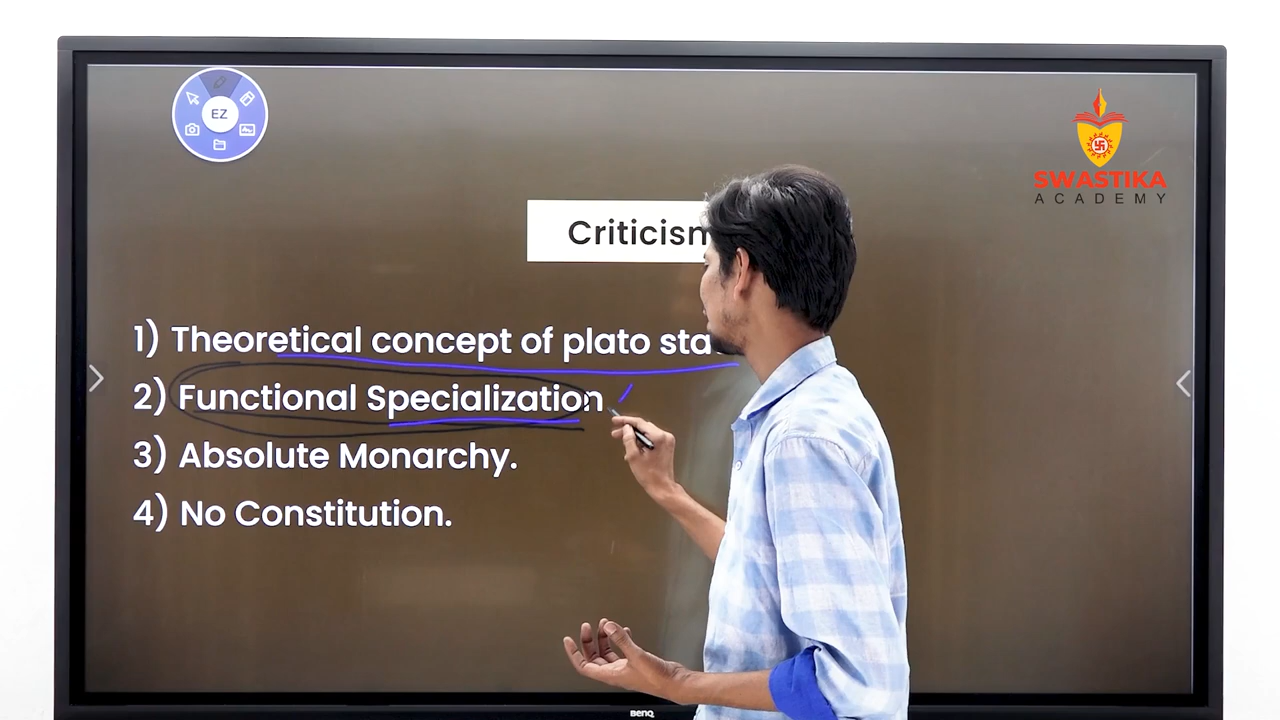 EZ
SWASTIKA
ACADEMY
Criticism
1) Theoretical concept of plato
2) Functional Specialization
3) Absolute Monarchy.
4) No Constitution.
BenQ